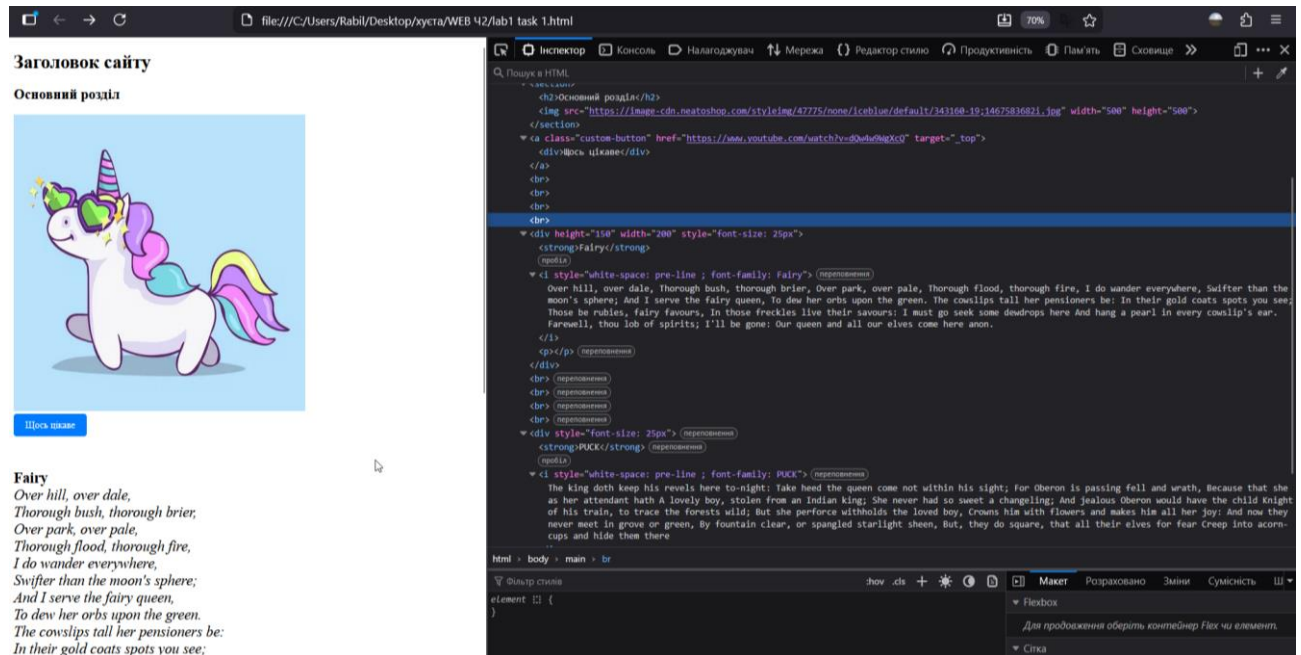 file:///C:/Users/Rabil/Desktop/хуєта/WEB Ч2/lab1 task 1.html
70%
Заголовок сайту
Основний розділ
Щось цікаве
Fairy
Over hill, over dale,
Thorough bush, thorough brier,
Over park, over pale,
Thorough flood, thorough fire,
I do wander everywhere,
Swifter than the moon's sphere;
And I serve the fairy queen,
To dew her orbs upon the green.
The cowslips tall her pensioners be:
In their gold coats spots you see;
Інспектор Консоль Налагоджувач Мережа Редактор стилю Продуктивність Пам'ять Сховище
Пошук в HTML
<section>
<h2>Основний розділ</h2>
<img src="https://image-cdn.neatoshop.com/styleimg/47775/none/iceblue/default/343160-19;1467583682i.jpg" width="500" height="500">
</section>
<a class="custom-button" href="https://www.youtube.com/watch?v=dQw4w9WgXcQ" target="_top">
<div>Щось цікаве</div>
</a>
<br>
<br>
<br>
<br>
<div height="150" width="200" style="font-size: 25px">
<strong>Fairy</strong>
пробіл
<i style="white-space: pre-line ; font-family: Fairy"> переповнення
Over hill, over dale, Thorough bush, thorough brier, Over park, over pale, Thorough flood, thorough fire, I do wander everywhere, Swifter than the
moon's sphere; And I serve the fairy queen, To dew her orbs upon the green. The cowslips tall her pensioners be: In their gold coats spots you see;
Those be rubies, fairy favours, In those freckles live their savours: I must go seek some dewdrops here And hang a pearl in every cowslip's ear.
Farewell, thou lob of spirits; I'll be gone: Our queen and all our elves come here anon.
</i>
<p></p> переповнення
</div>
<br> переповнення
<br> переповнення
<br> переповнення
<br> переповнення
<div style="font-size: 25px"> переповнення
<strong>PUCK</strong> переповнення
пробіл
<i style="white-space: pre-line ; font-family: PUCK"> переповнення
The king doth keep his revels here to-night: Take heed the queen come not within his sight; For Oberon is passing fell and wrath, Because that she
as her attendant hath A lovely boy, stolen from an Indian king; She never had so sweet a changeling; And jealous Oberon would have the child Knight
of his train, to trace the forests wild; But she perforce withholds the loved boy, Crowns him with flowers and makes him all her joy: And now they
never meet in grove or green, By fountain clear, or spangled starlight sheen, But, they do square, that all their elves for fear Creep into acorn-
cups and hide them there
html > body > main > br
Фільтр стилів :hov .cls Макет Розраховано Зміни Сумісність Ш
element {
}
Flexbox
Для продовження оберіть контейнер Flex чи елемент.
Сітка